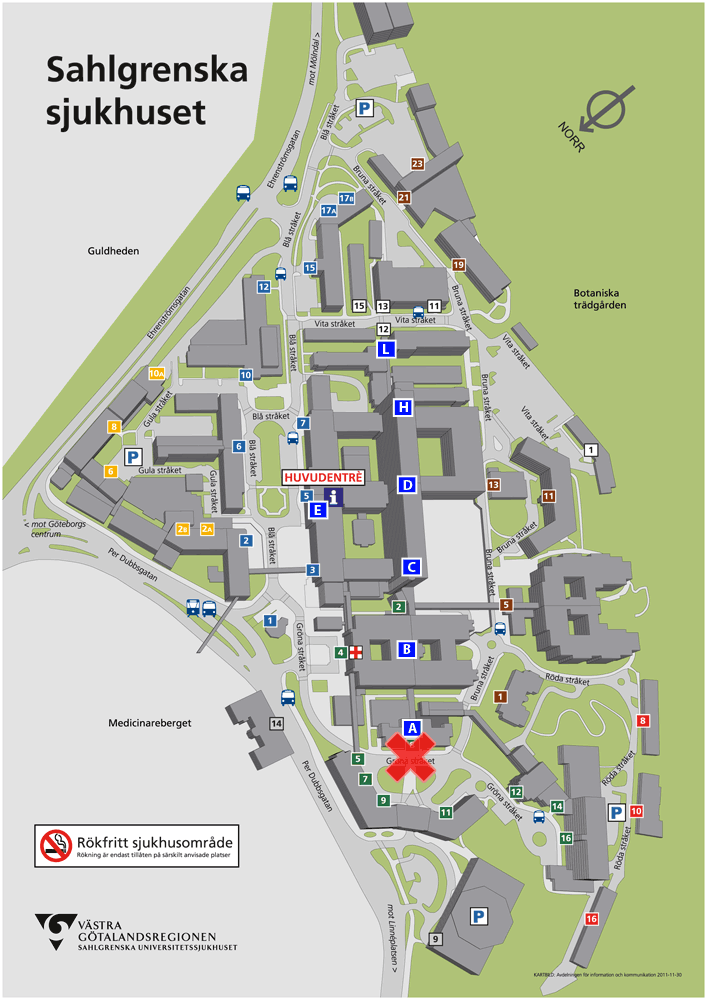 Sahlgrenska
sjukhuset
mot Mölndal >
Blå stråket
P
NORR
Ehrenströmsgatan
23
Bruna stråket
21
17B
17A
Blå stråket
Guldheden
19
15
12
Botaniska
trädgården
Bruna stråket
15
13
11
Ehrenströmsgatan
Vita stråket
Vita stråket
12
Vita stråket
Blå stråket
L
10A
10
Bruna stråket
Gula stråket
H
Blå stråket
7
Vita stråket
8
6
Blå stråket
1
P
6
Gula stråket
HUVUDENTRÈ
Gula stråket
D
13
5
i
11
E
< mot Göteborgs
centrum
2B
2A
2
Blå stråket
Bruna stråket
Per Dubbsgatan
3
C
Bruna stråket
2
5
1
Gröna stråket
4
B
Bruna stråket
Röda stråket
1
Medicinareberget
14
A
8
Gröna stråket
5
7
Röda stråket
Per Dubbsgatan
9
11
12
Gröna stråket
14
P
10
16
Röda stråket
Rökfritt sjukhusområde
Rökning är endast tillåten på särskilt anvisade platser
P
16
9
mot Linnéplatsen >
VÄSTRA
GÖTALANDSREGIONEN
SAHLGRENSKA UNIVERSITETSSJUKHUSET
KARTBILD: Avdelningen för information och kommunikation 2011-11-30